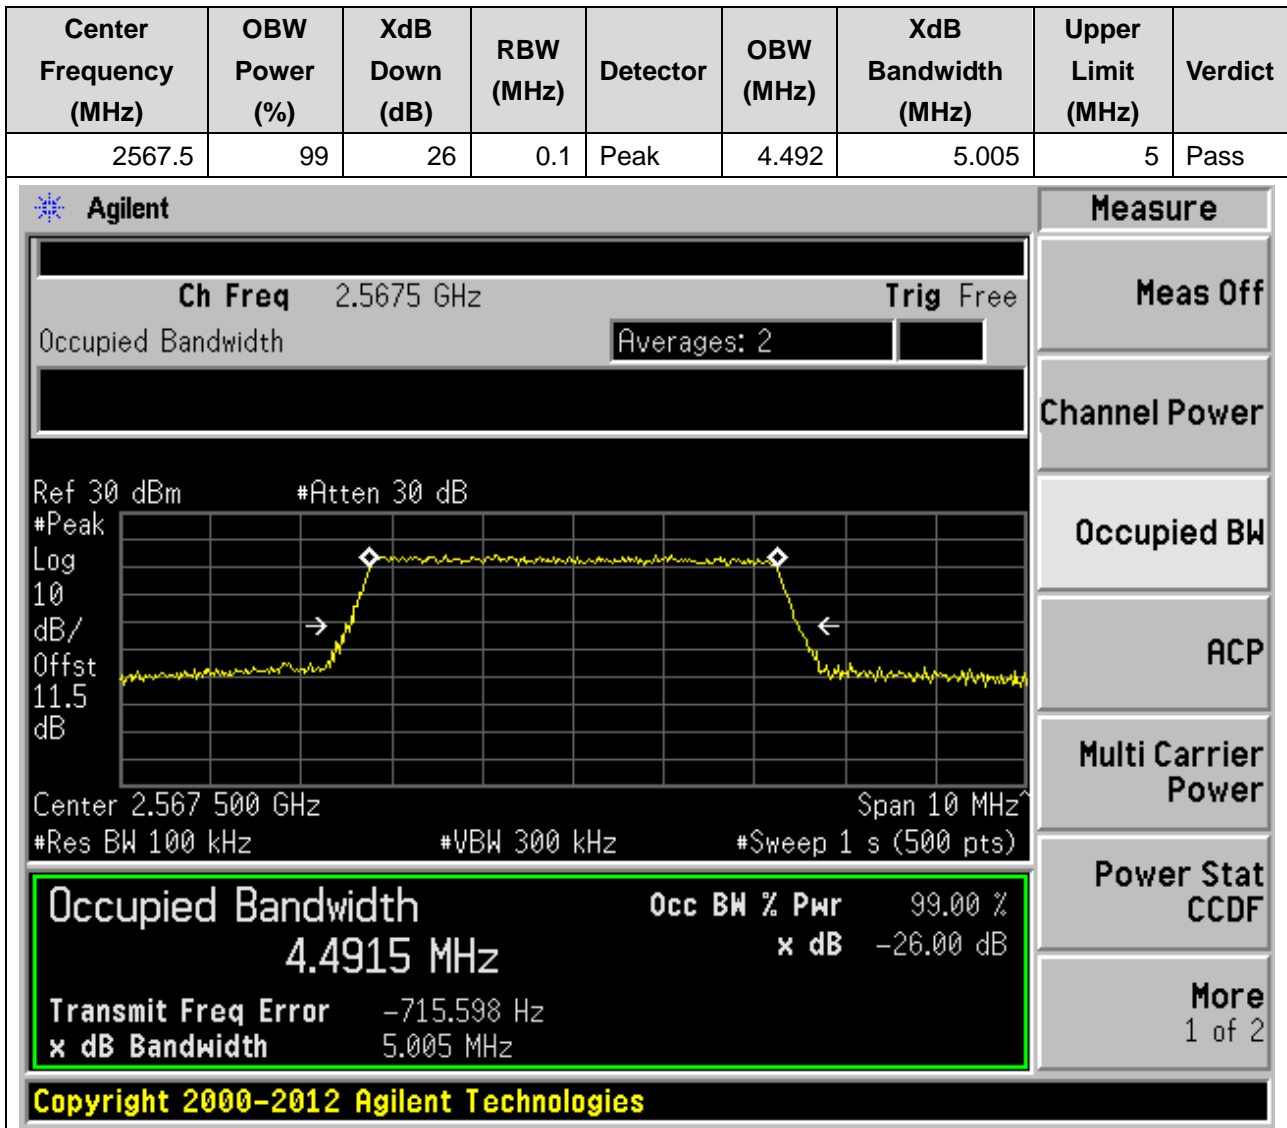 Center Frequency (MHz) OBW Power (%) XdB Down (dB) RBW (MHz) Detector OBW (MHz) XdB Bandwidth (MHz) Upper Limit (MHz) Verdict
2567.5 99 26 0.1 Peak 4.492 5.005 5 Pass
Agilent
Measure
Ch Freq 2.5675 GHz Trig Free
Meas Off
Occupied Bandwidth Averages: 2
Channel Power
Ref 30 dBm #Atten 30 dB
#Peak
Log
10
dB/
Offst
11.5
dB
Occupied BW
ACP
Multi Carrier
Power
Center 2.567 500 GHz Span 10 MHz^
#Res BW 100 kHz #VBW 300 kHz #Sweep 1 s (500 pts)
Power Stat
CCDF
Occupied Bandwidth Occ BW % Pwr 99.00 %
4.4915 MHz x dB -26.00 dB
Transmit Freq Error -715.598 Hz
x dB Bandwidth 5.005 MHz
More
1 of 2
Copyright 2000-2012 Agilent Technologies